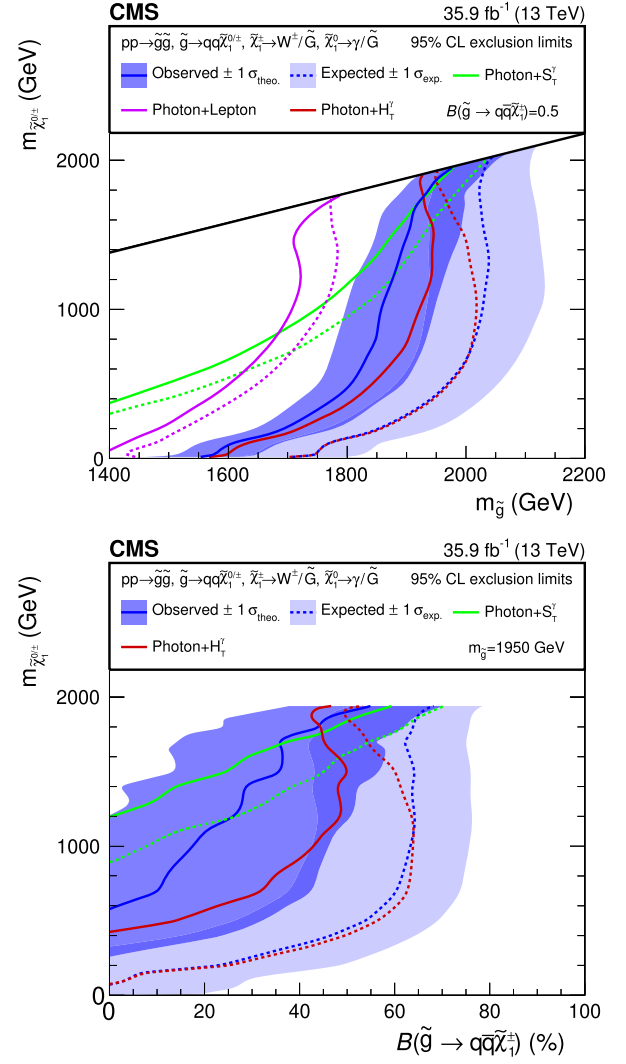 CMS 35.9 fb⁻¹ (13 TeV)
pp→g̃g̃, g̃→qqχ̃₁⁰ᐟ±, χ̃₁±→W±/G̃, χ̃₁⁰→γ/G̃ 95% CL exclusion limits
Observed ± 1 σtheo. Expected ± 1 σexp. Photon+S_T^γ
Photon+Lepton Photon+H_T^γ B(g̃ → qq̄χ̃₁±)=0.5
m_χ̃₁⁰ᐟ± (GeV)
2000
1000
0
1400 1600 1800 2000 2200
m_g̃ (GeV)
CMS 35.9 fb⁻¹ (13 TeV)
pp→g̃g̃, g̃→qqχ̃₁⁰ᐟ±, χ̃₁±→W±/G̃, χ̃₁⁰→γ/G̃ 95% CL exclusion limits
Observed ± 1 σtheo. Expected ± 1 σexp. Photon+S_T^γ
Photon+H_T^γ m_g̃=1950 GeV
m_χ̃₁⁰ᐟ± (GeV)
2000
1000
0
0 20 40 60 80 100
B(g̃ → qq̄χ̃₁±) (%)